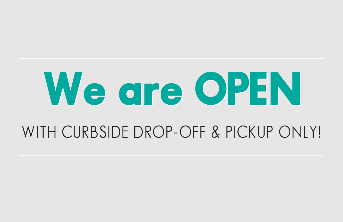 We are OPEN
WITH CURBSIDE DROP-OFF & PICKUP ONLY!